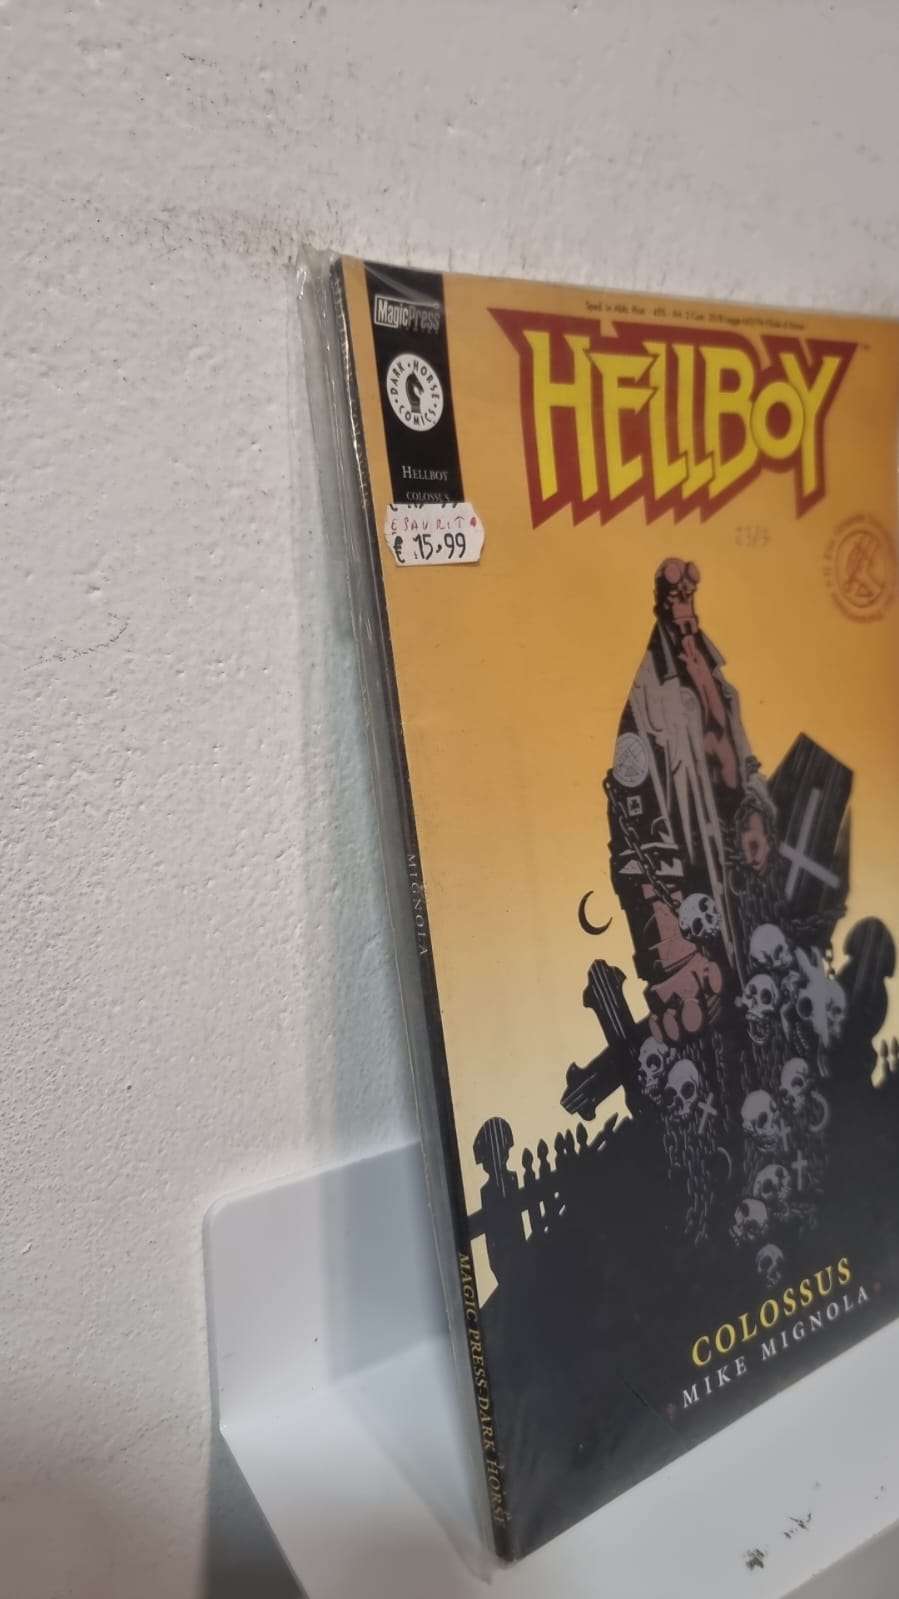 MagicPress
DARK HORSE COMICS
HELLBOY
COLOSSUS
ESAURITO
€ 15,99
HELLBOY
MIGNOLA
MAGIC PRESS-DARK HORSE
COLOSSUS
MIKE MIGNOLA